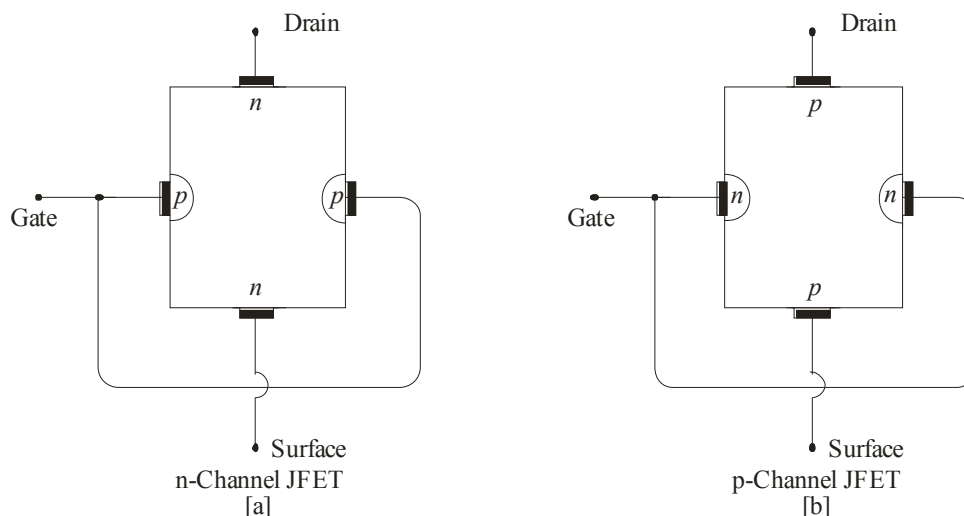 Drain
n
p
p
Gate
n
Surface
n-Channel JFET
[a]
Drain
p
n
n
Gate
p
Surface
p-Channel JFET
[b]